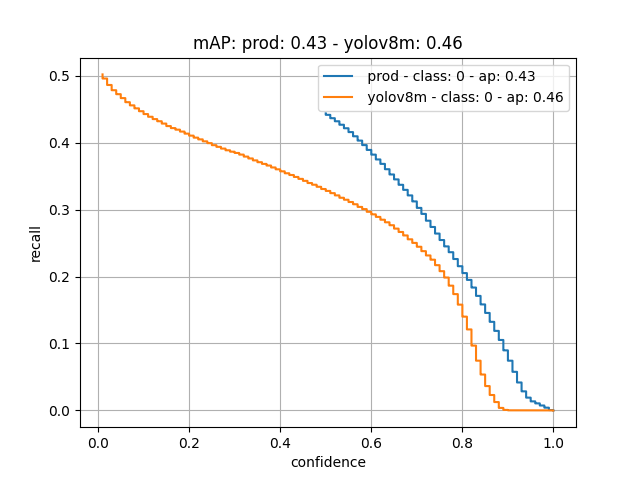 mAP: prod: 0.43 - yolov8m: 0.46
prod - class: 0 - ap: 0.43
yolov8m - class: 0 - ap: 0.46
0.5
0.4
0.3
0.2
0.1
0.0
recall
0.0 0.2 0.4 0.6 0.8 1.0
confidence